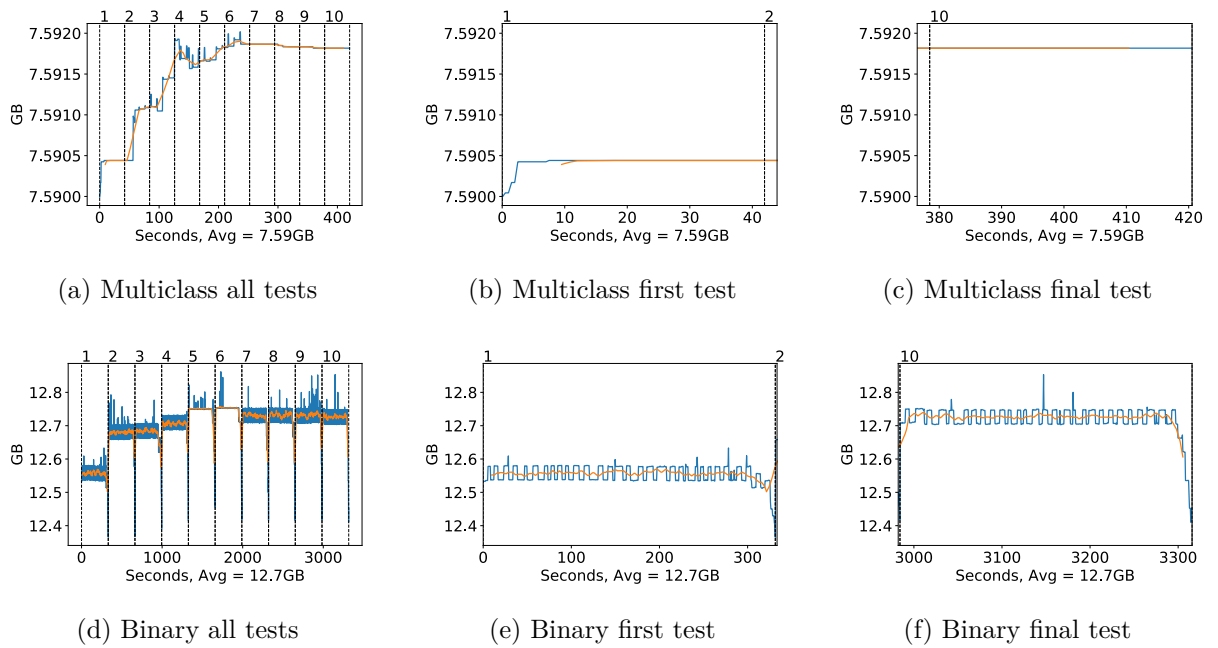 1 2 3 4 5 6 7 8 9 10
7.5920
7.5915
7.5910
7.5905
7.5900
GB
0 100 200 300 400
Seconds, Avg = 7.59GB
(a) Multiclass all tests
1 2
7.5920
7.5915
7.5910
7.5905
7.5900
GB
0 10 20 30 40
Seconds, Avg = 7.59GB
(b) Multiclass first test
10
7.5920
7.5915
7.5910
7.5905
7.5900
GB
380 390 400 410 420
Seconds, Avg = 7.59GB
(c) Multiclass final test
1 2 3 4 5 6 7 8 9 10
12.8
12.7
12.6
12.5
12.4
GB
0 1000 2000 3000
Seconds, Avg = 12.7GB
(d) Binary all tests
1 2
12.8
12.7
12.6
12.5
12.4
GB
0 100 200 300
Seconds, Avg = 12.7GB
(e) Binary first test
10
12.8
12.7
12.6
12.5
12.4
GB
3000 3100 3200 3300
Seconds, Avg = 12.7GB
(f) Binary final test